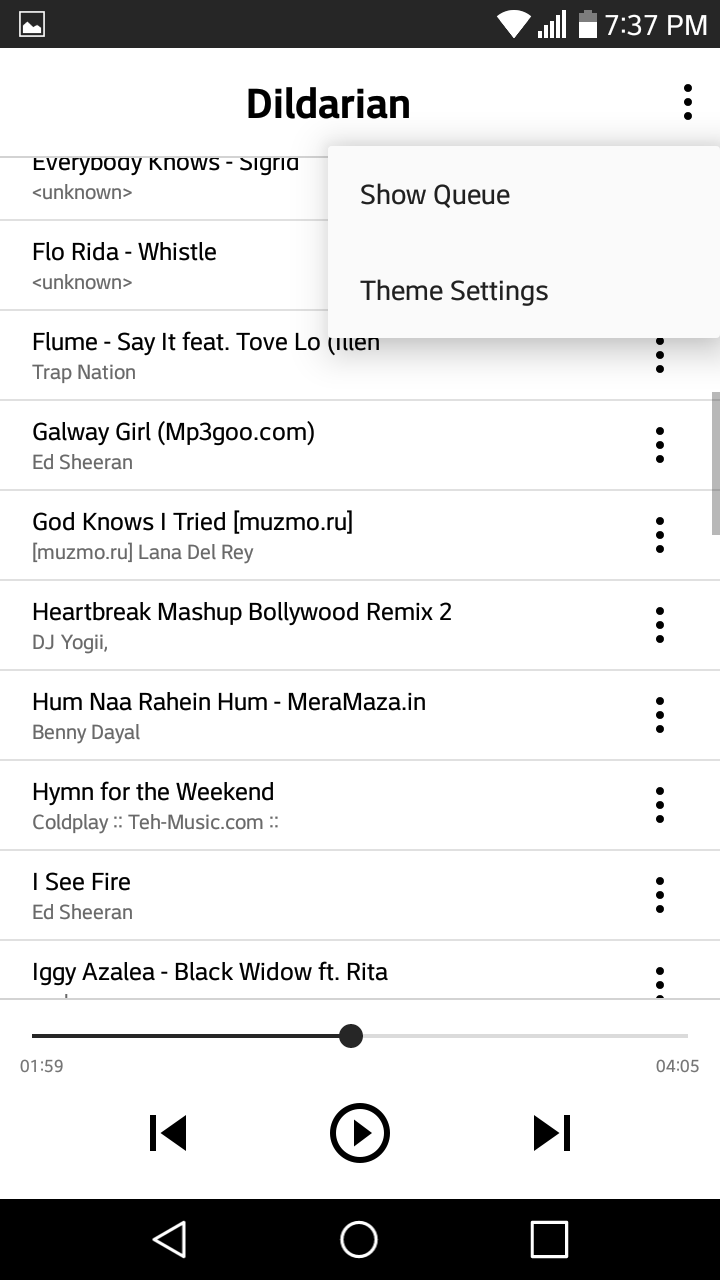 7:37 PM
Dildarian
Show Queue
Theme Settings
Everybody Knows - Sigrid
<unknown>
Flo Rida - Whistle
<unknown>
Flume - Say It feat. Tove Lo (Illen
Trap Nation
Galway Girl (Mp3goo.com)
Ed Sheeran
God Knows I Tried [muzmo.ru]
[muzmo.ru] Lana Del Rey
Heartbreak Mashup Bollywood Remix 2
DJ Yogii,
Hum Naa Rahein Hum - MeraMaza.in
Benny Dayal
Hymn for the Weekend
Coldplay :: Teh-Music.com ::
I See Fire
Ed Sheeran
Iggy Azalea - Black Widow ft. Rita
01:59
04:05